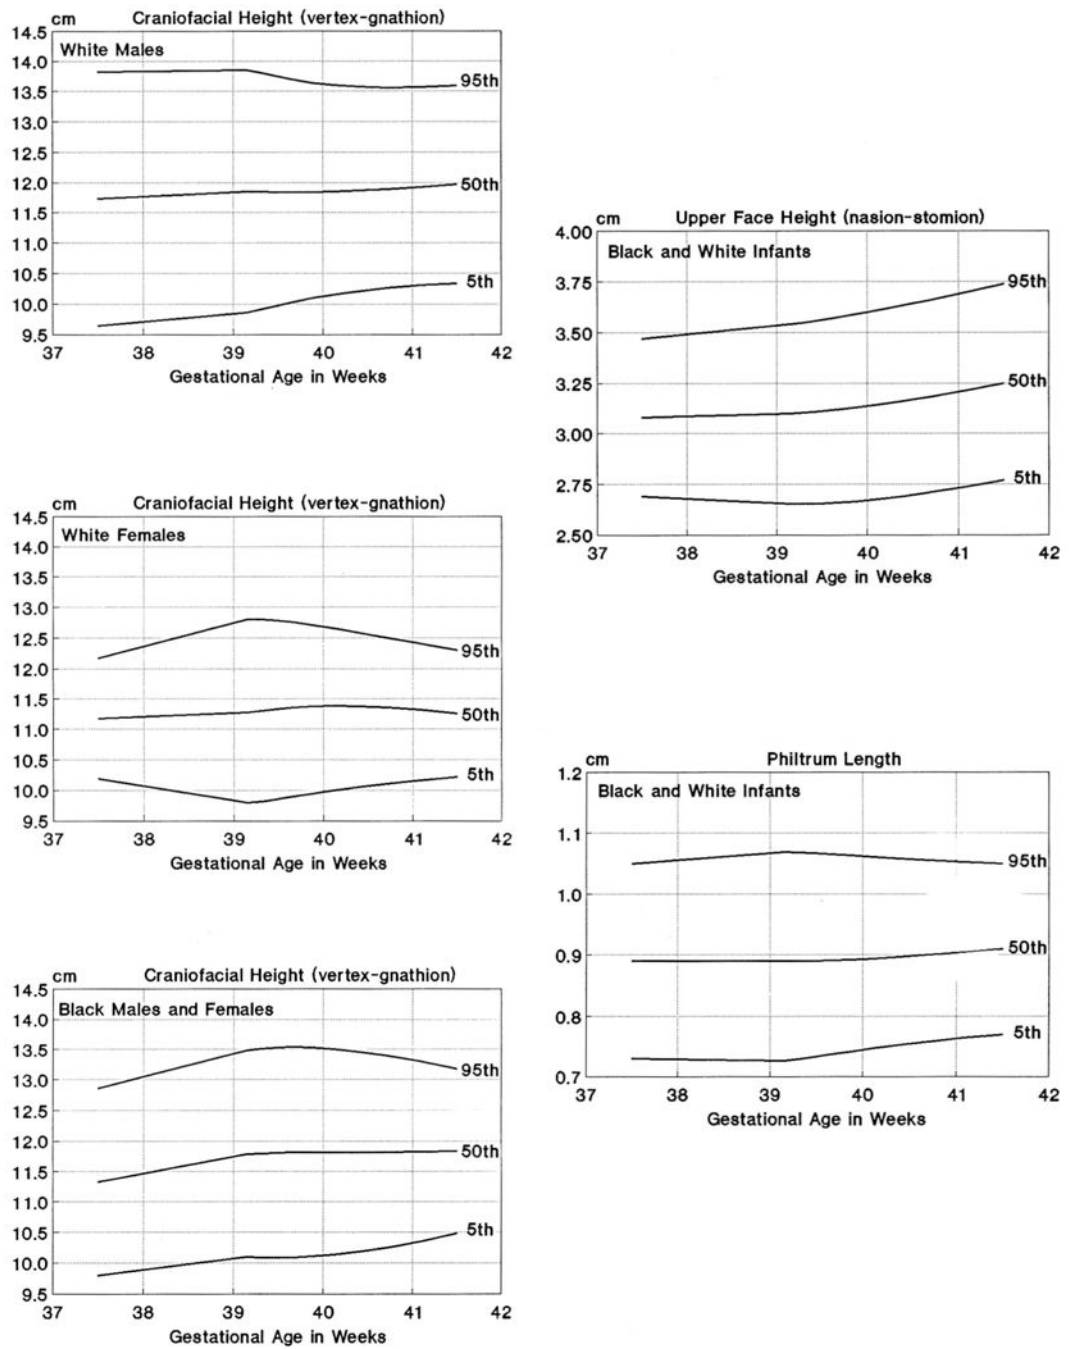 cm Craniofacial Height (vertex-gnathion)
14.5
White Males
14.0
95th
13.5
13.0
12.5
12.0
50th
11.5
11.0
10.5
5th
10.0
9.5
37 38 39 40 41 42
Gestational Age in Weeks
cm Upper Face Height (nasion-stomion)
4.00
Black and White Infants
3.75
95th
3.50
3.25
50th
3.00
2.75
5th
2.50
37 38 39 40 41 42
Gestational Age in Weeks
cm Craniofacial Height (vertex-gnathion)
14.5
White Females
14.0
13.5
13.0
12.5
95th
12.0
11.5
50th
11.0
10.5
5th
10.0
9.5
37 38 39 40 41 42
Gestational Age in Weeks
cm Philtrum Length
1.2
Black and White Infants
1.1
95th
1.0
0.9
50th
0.8
5th
0.7
37 38 39 40 41 42
Gestational Age in Weeks
cm Craniofacial Height (vertex-gnathion)
14.5
Black Males and Females
14.0
13.5
95th
13.0
12.5
12.0
50th
11.5
11.0
10.5
5th
10.0
9.5
37 38 39 40 41 42
Gestational Age in Weeks